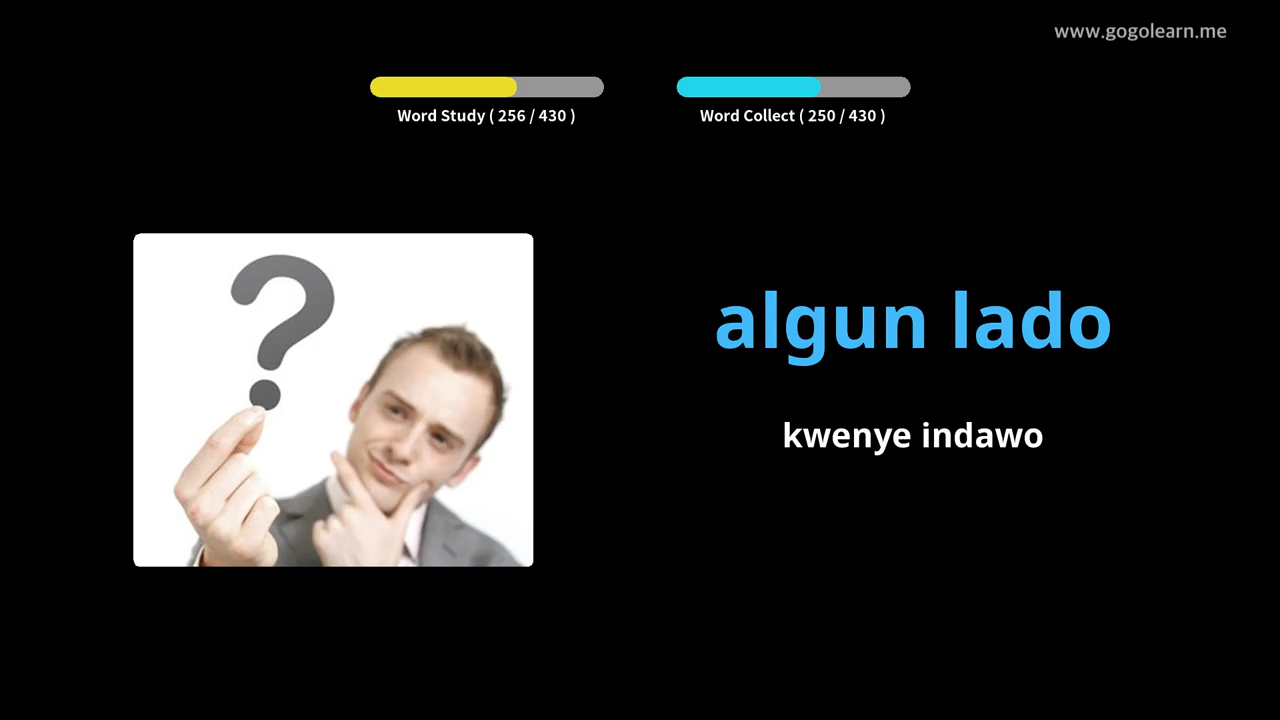 www.gogolearn.me
Word Study ( 256 / 430 )
Word Collect ( 250 / 430 )
algun lado
kwenye indawo